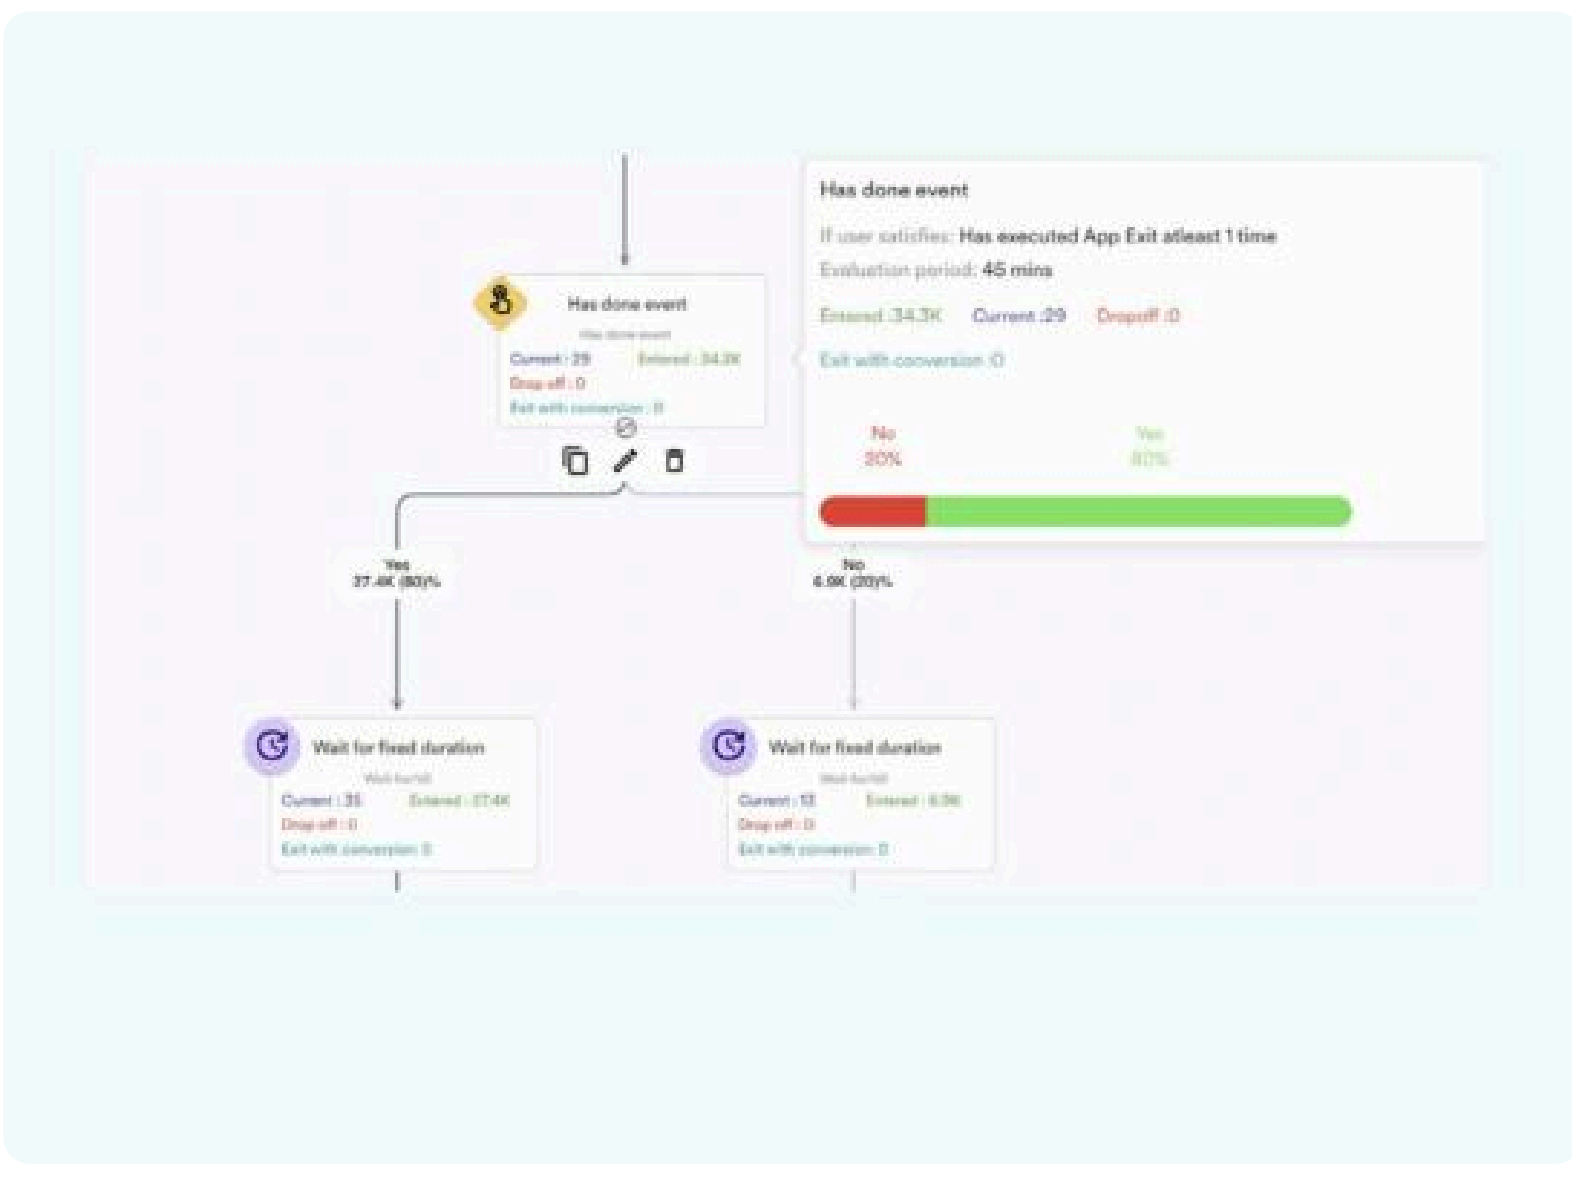 Has done event
Has done event
Current : 29 Entered : 34.3K
Drop off : 0
Exit with conversion : 0
Has done event
If user satisfies: Has executed App Exit atleast 1 time
Evaluation period: 45 mins
Entered :34.3K Current :29 Dropoff :0
Exit with conversion :0
No Yes
20% 80%
Yes
27.4K (80)%
No
6.9K (20)%
Wait for fixed duration
Current : 35 Entered : 27.4K
Drop off : 0
Exit with conversion: 0
Wait for fixed duration
Current : 13 Entered : 6.9K
Drop off : 0
Exit with conversion: 0